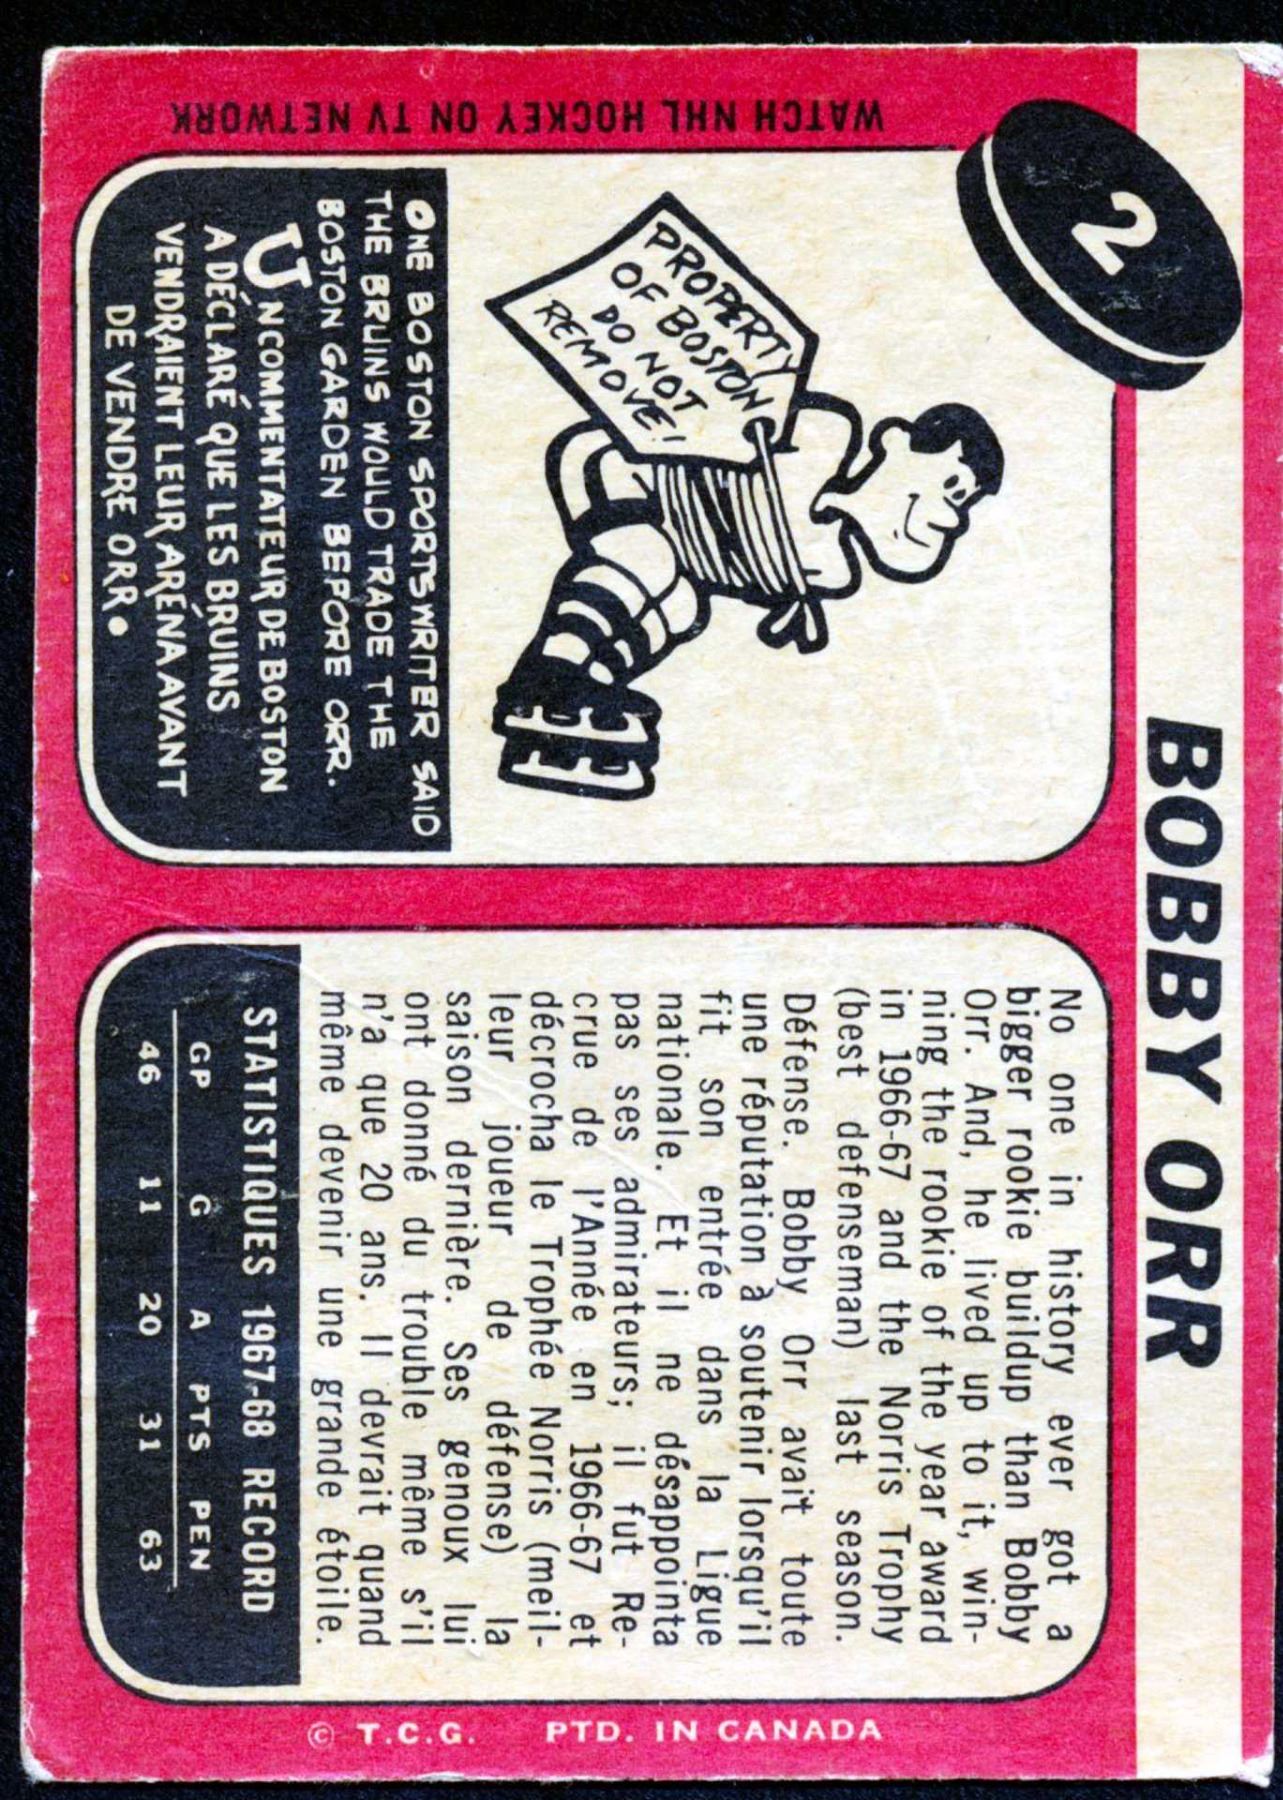 2
BOBBY ORR
WATCH NHL HOCKEY ON TV NETWORK
PROPERTY
OF BOSTON
DO NOT
REMOVE!
ONE BOSTON SPORTSWRITER SAID
THE BRUINS WOULD TRADE THE
BOSTON GARDEN BEFORE ORR.
UN COMMENTATEUR DE BOSTON
A DÉCLARÉ QUE LES BRUINS
VENDRAIENT LEUR ARÉNA AVANT
DE VENDRE ORR.
No one in history ever got a
bigger rookie buildup than Bobby
Orr. And, he lived up to it, win-
ning the rookie of the year award
in 1966-67 and the Norris Trophy
(best defenseman) last season.
Défense. Bobby Orr avait toute
une réputation à soutenir lorsqu'il
fit son entrée dans la Ligue
nationale. Et il ne désappointa
pas ses admirateurs; il fut Re-
crue de l'Année en 1966-67 et
décrocha le Trophée Norris (meil-
leur joueur de défense) la
saison dernière. Ses genoux lui
ont donné du trouble même s'il
n'a que 20 ans. Il devrait quand
même devenir une grande étoile.
STATISTIQUES 1967-68 RECORD
GP G A PTS PEN
46 11 20 31 63
© T.C.G. PTD. IN CANADA